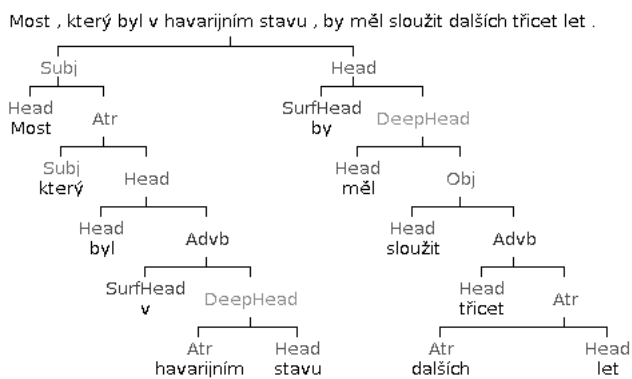 Most , který byl v havarijním stavu , by měl sloužit dalších třicet let .
Subj Head
Head Atr SurfHead DeepHead
Most by
Subj Head Head Obj
který měl
Head Advb Head Advb
byl sloužit
SurfHead DeepHead Head Atr
v třicet
Atr Head Atr Head
havarijním stavu dalších let